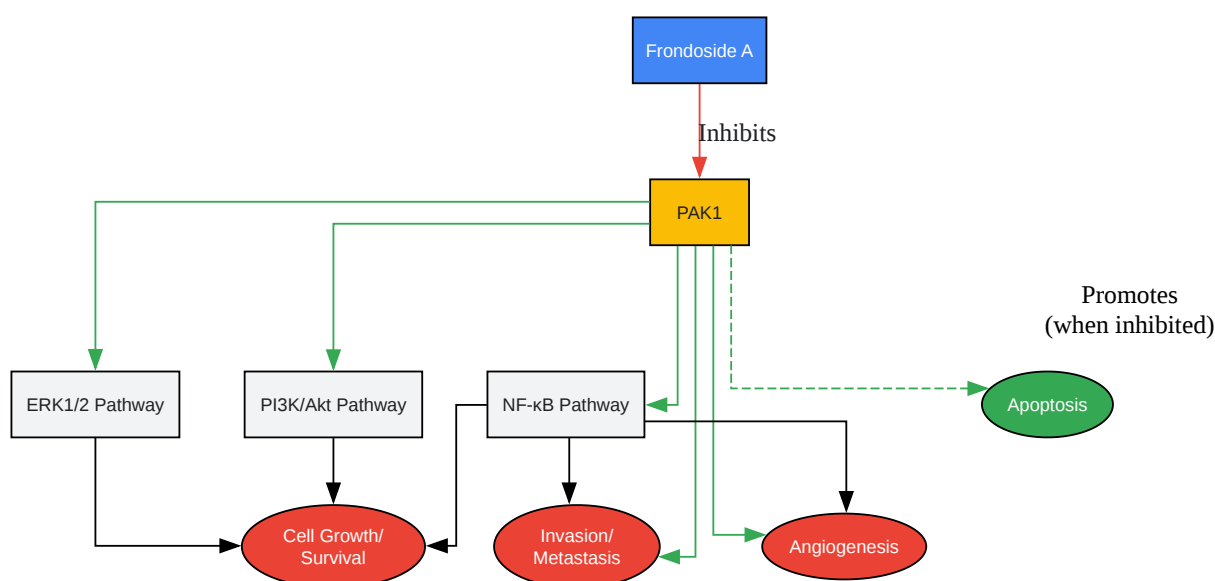 Frondoside A
Inhibits
PAK1
Promotes
(when inhibited)
ERK1/2 Pathway
PI3K/Akt Pathway
NF-κB Pathway
Apoptosis
Cell Growth/
Survival
Invasion/
Metastasis
Angiogenesis